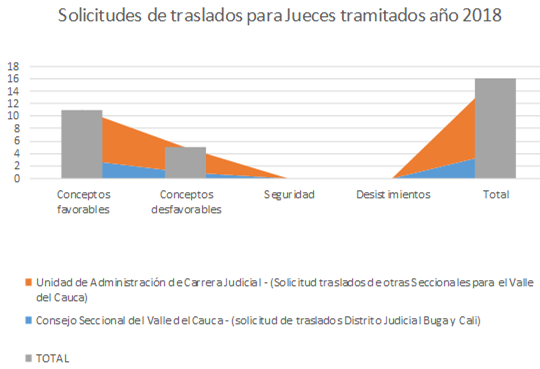 Solicitudes de traslados para Jueces tramitados año 2018
18
16
14
12
10
8
6
4
2
0
Conceptos favorables
Conceptos desfavorables
Seguridad
Desistimientos
Total
Unidad de Administración de Carrera Judicial - (Solicitud traslados de otras Seccionales para el Valle
del Cauca)
Consejo Seccional del Valle del Cauca - (solicitud de traslados Distrito Judicial Buga y Cali)
TOTAL